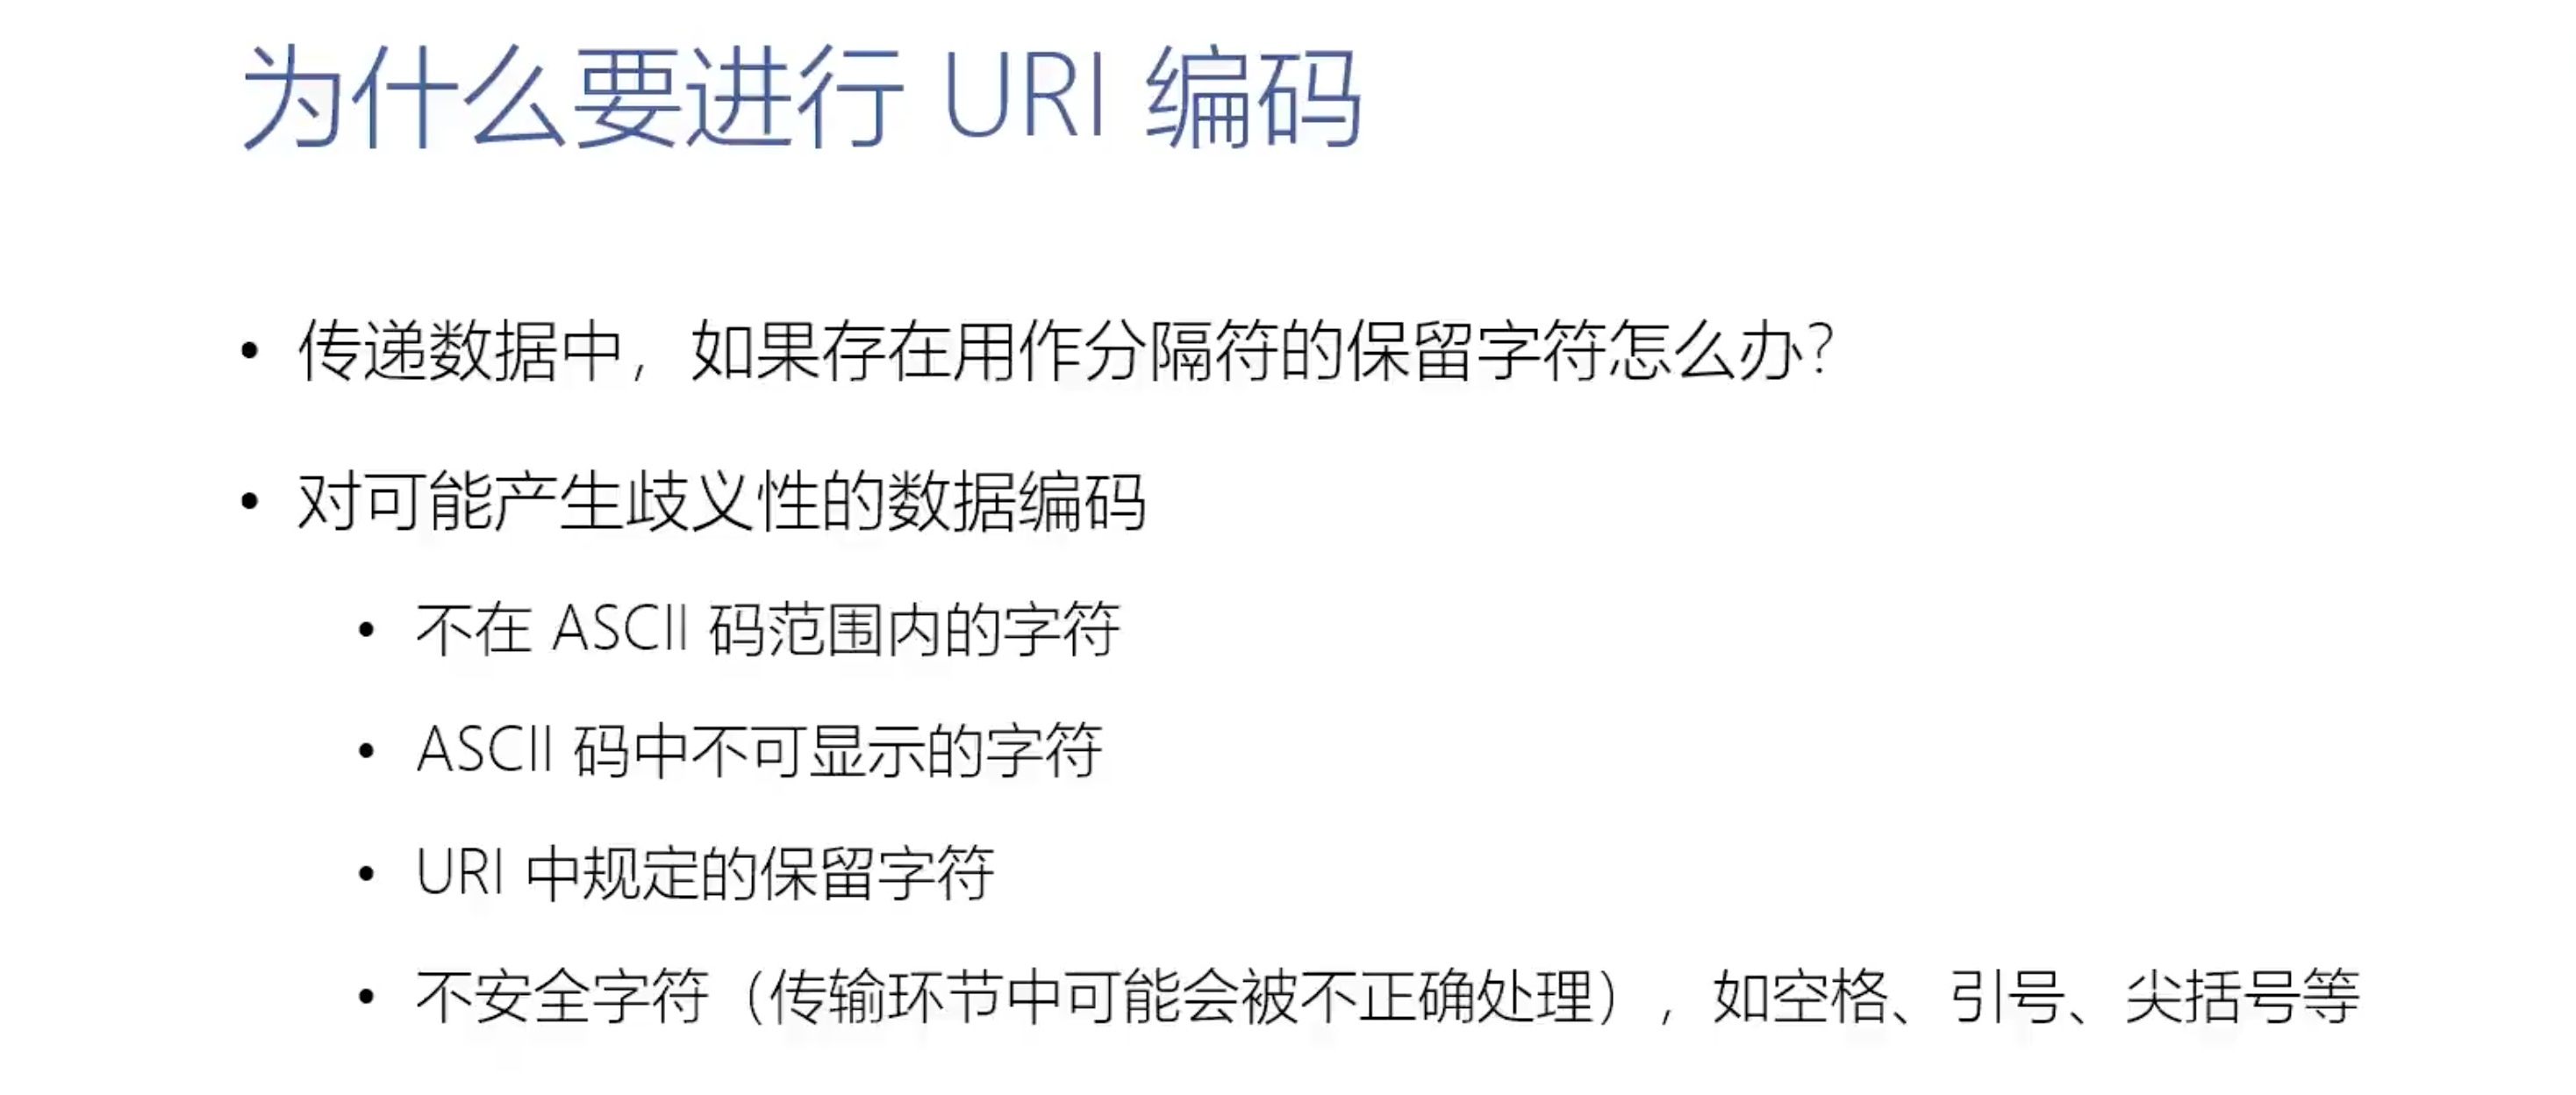 为什么要进行 URI 编码
• 传递数据中，如果存在用作分隔符的保留字符怎么办？
• 对可能产生歧义性的数据编码
• 不在 ASCII 码范围内的字符
• ASCII 码中不可显示的字符
• URI 中规定的保留字符
• 不安全字符（传输环节中可能会被不正确处理），如空格、引号、尖括号等